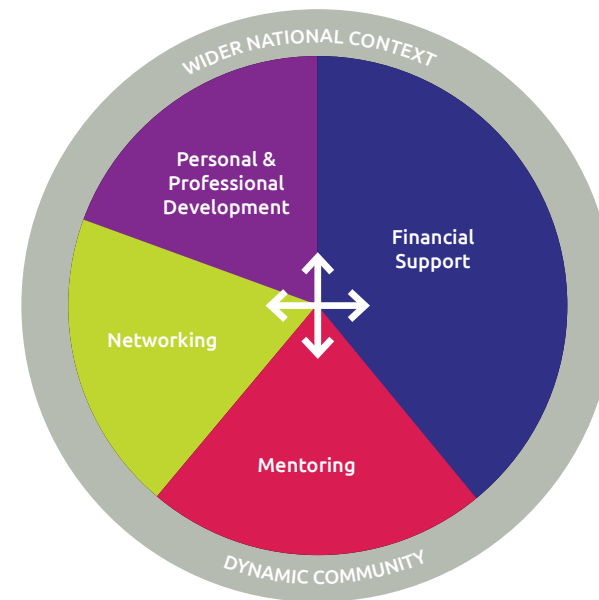 WIDER NATIONAL CONTEXT
Personal &
Professional
Development
Financial
Support
Networking
Mentoring
DYNAMIC COMMUNITY